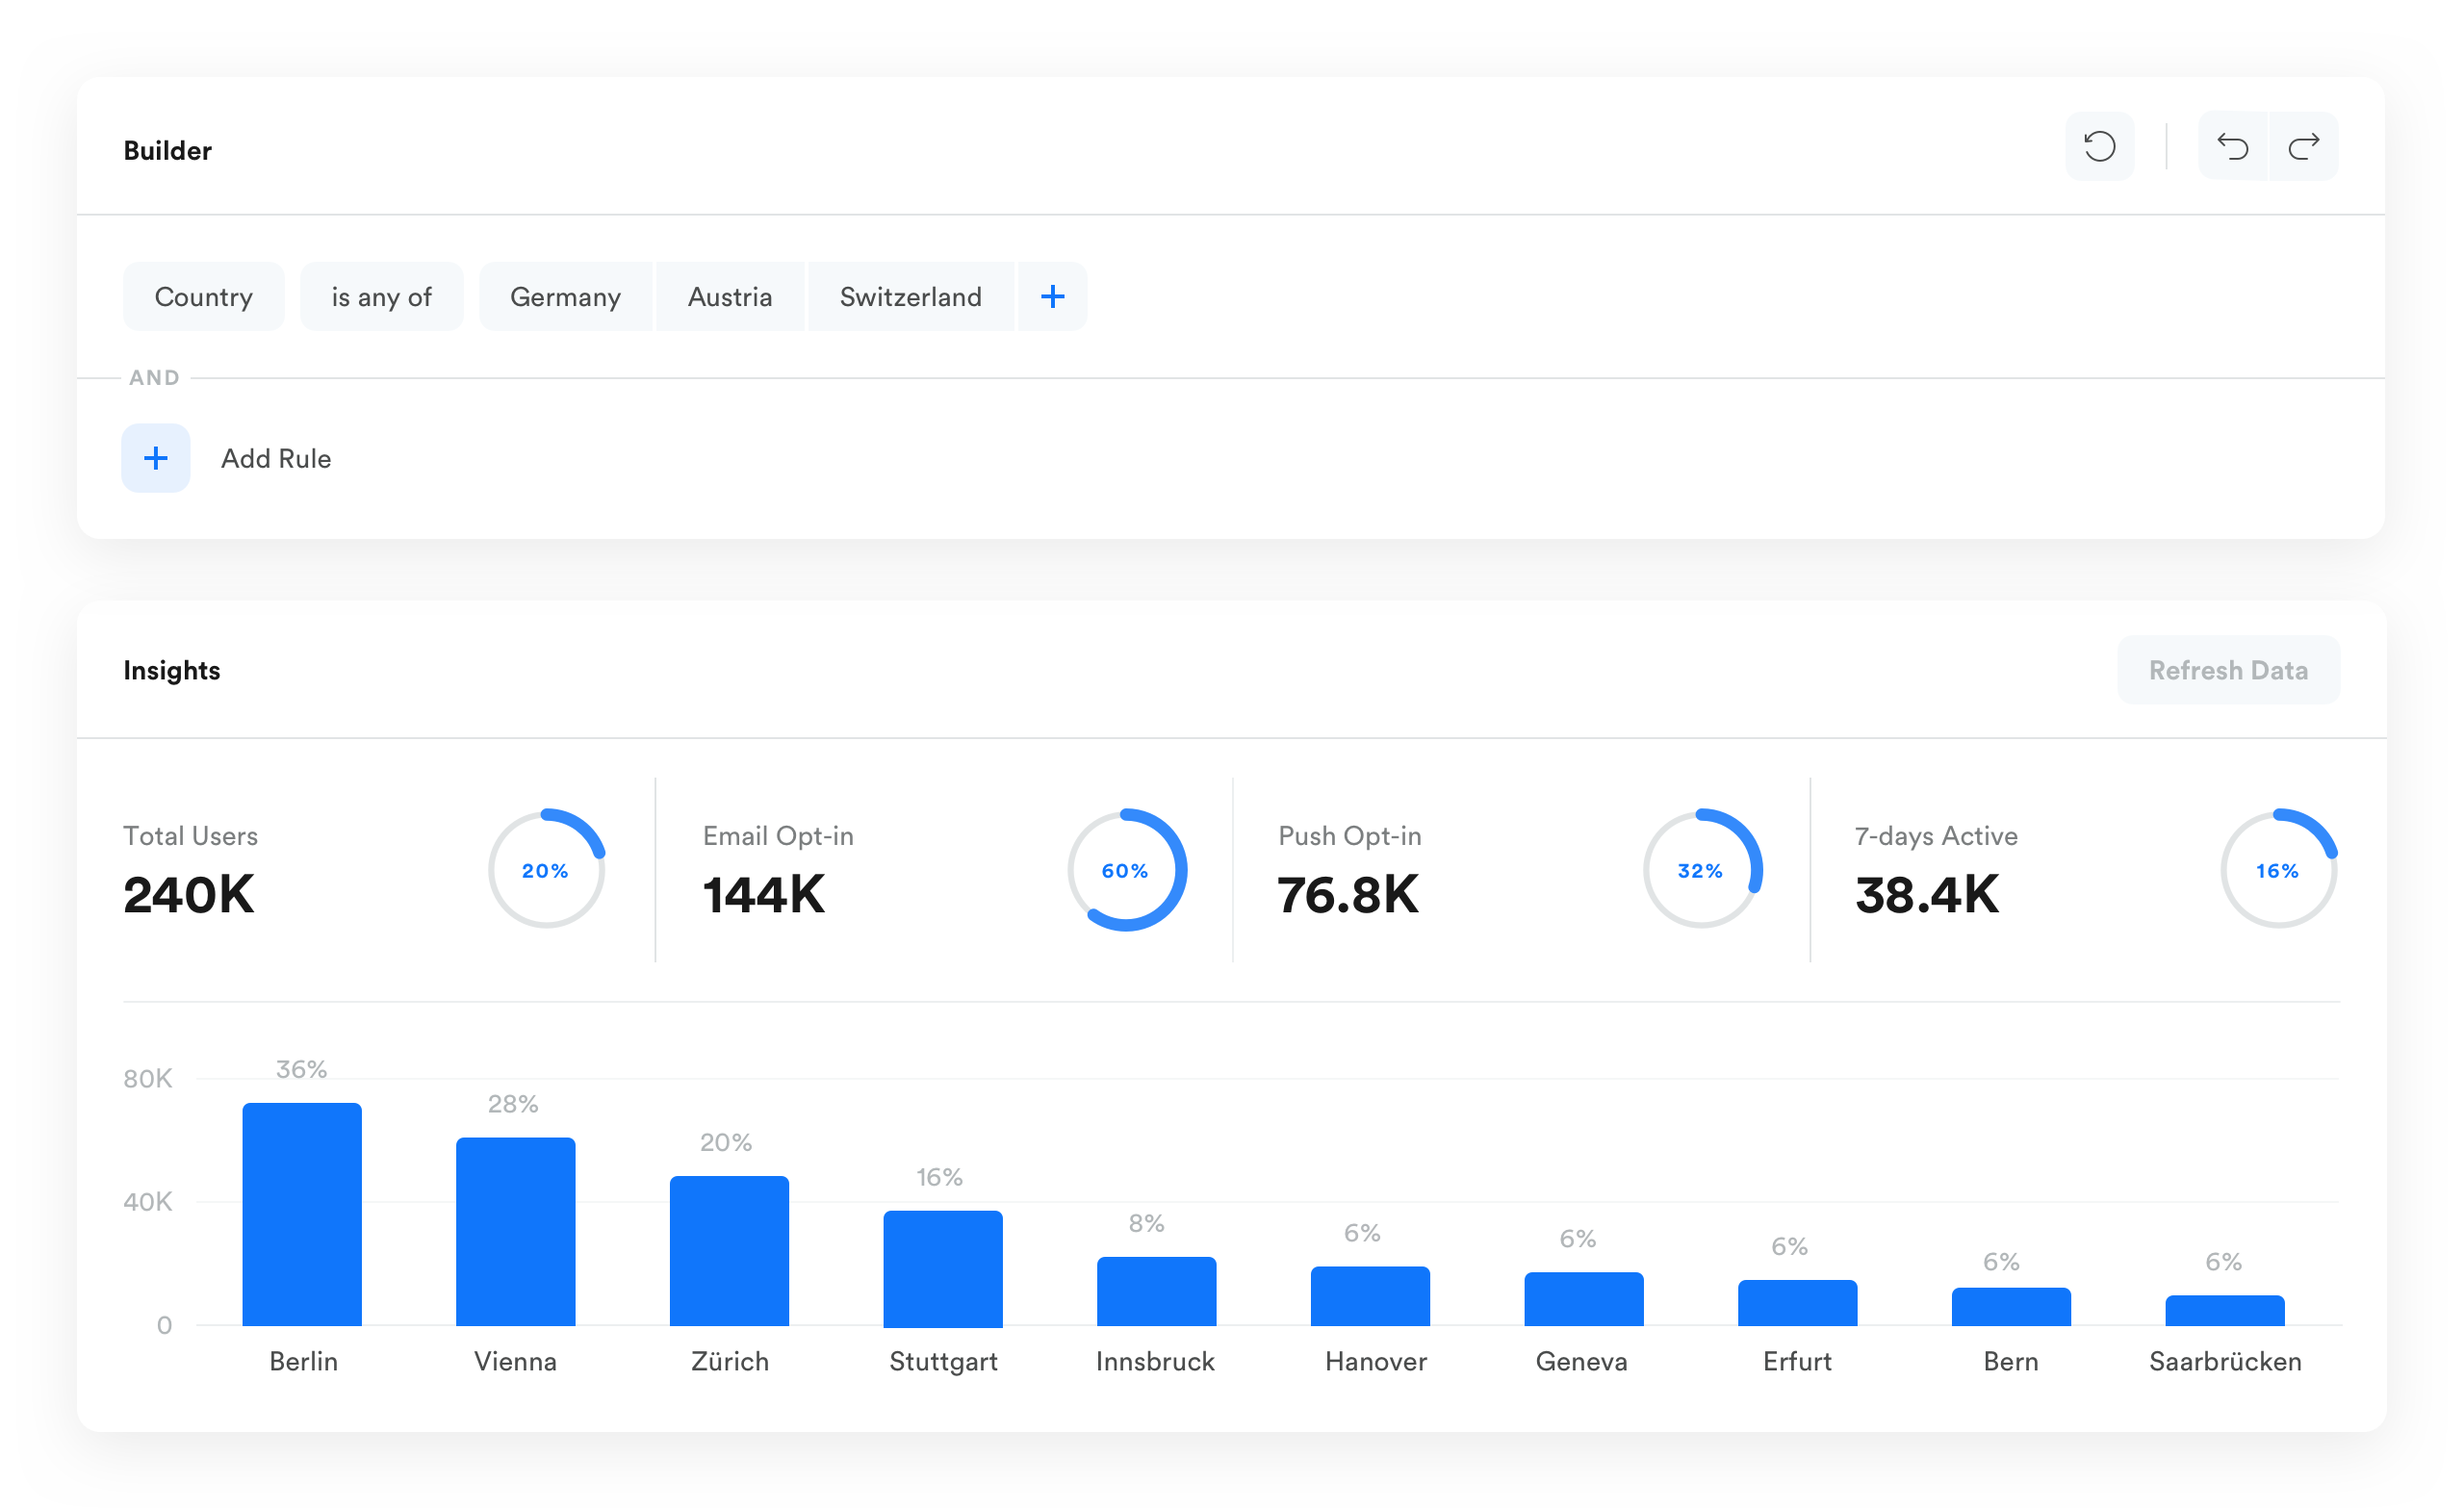 Builder
Country is any of Germany Austria Switzerland +
AND
+ Add Rule
Insights Refresh Data
Total Users
240K
20%
Email Opt-in
144K
60%
Push Opt-in
76.8K
32%
7-days Active
38.4K
16%
80K
40K
0
36% 28% 20% 16% 8% 6% 6% 6% 6% 6%
Berlin Vienna Zürich Stuttgart Innsbruck Hanover Geneva Erfurt Bern Saarbrücken